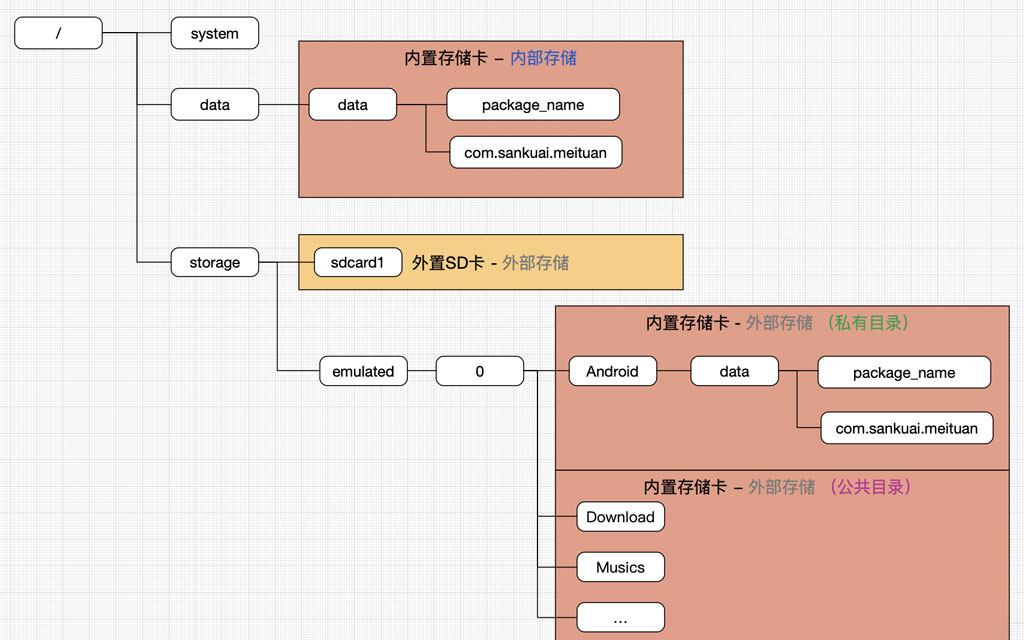 /
system
内置存储卡 – 内部存储
data
data
package_name
com.sankuai.meituan
storage
sdcard1
外置SD卡 - 外部存储
内置存储卡 - 外部存储 （私有目录）
emulated
0
Android
data
package_name
com.sankuai.meituan
内置存储卡 – 外部存储 （公共目录）
Download
Musics
...